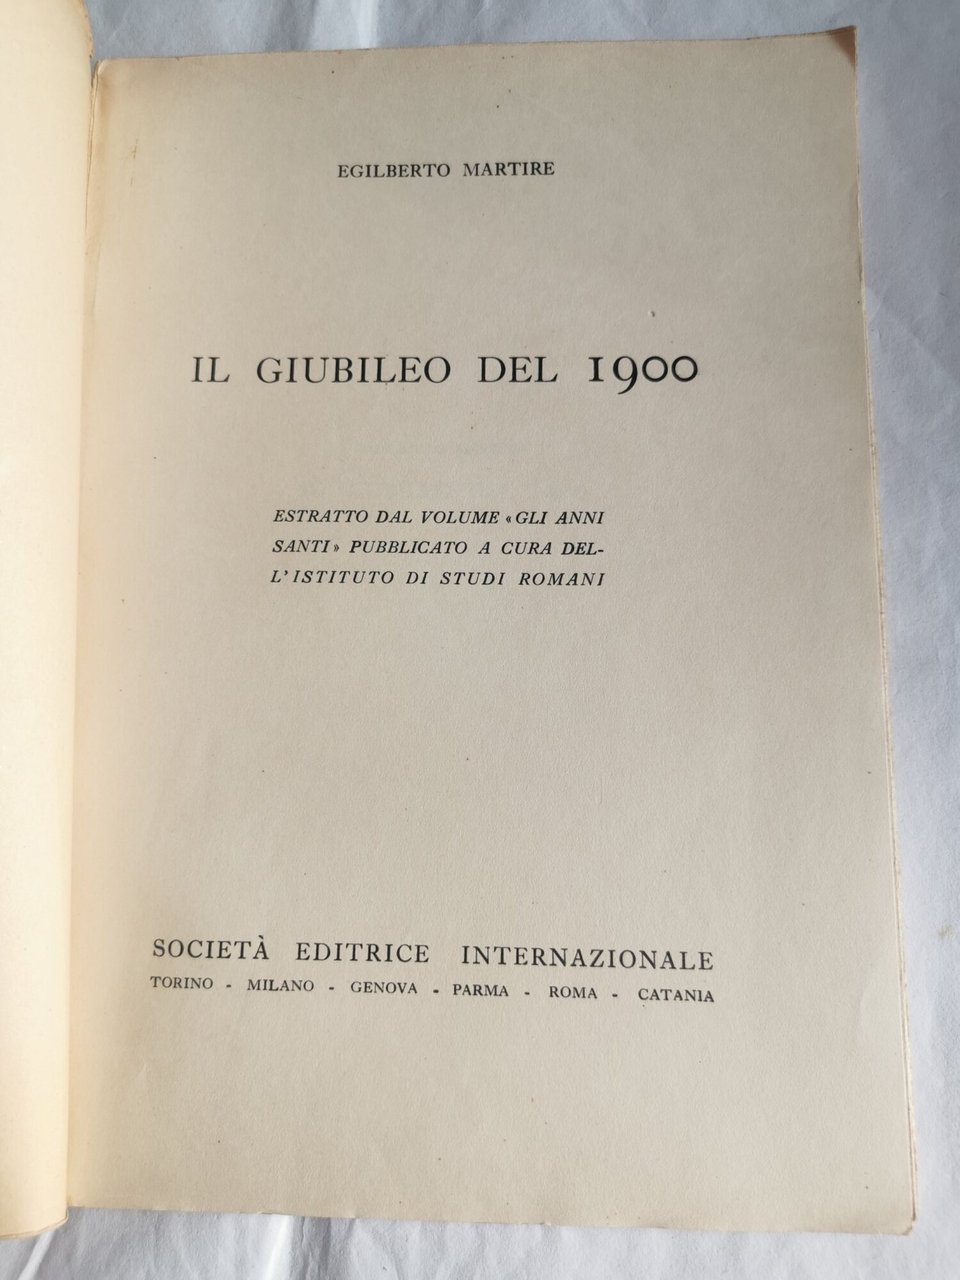 EGILBERTO MARTIRE
IL GIUBILEO DEL 1900
ESTRATTO DAL VOLUME «GLI ANNI
SANTI» PUBBLICATO A CURA DEL-
L'ISTITUTO DI STUDI ROMANI
SOCIETÀ EDITRICE INTERNAZIONALE
TORINO - MILANO - GENOVA - PARMA - ROMA - CATANIA